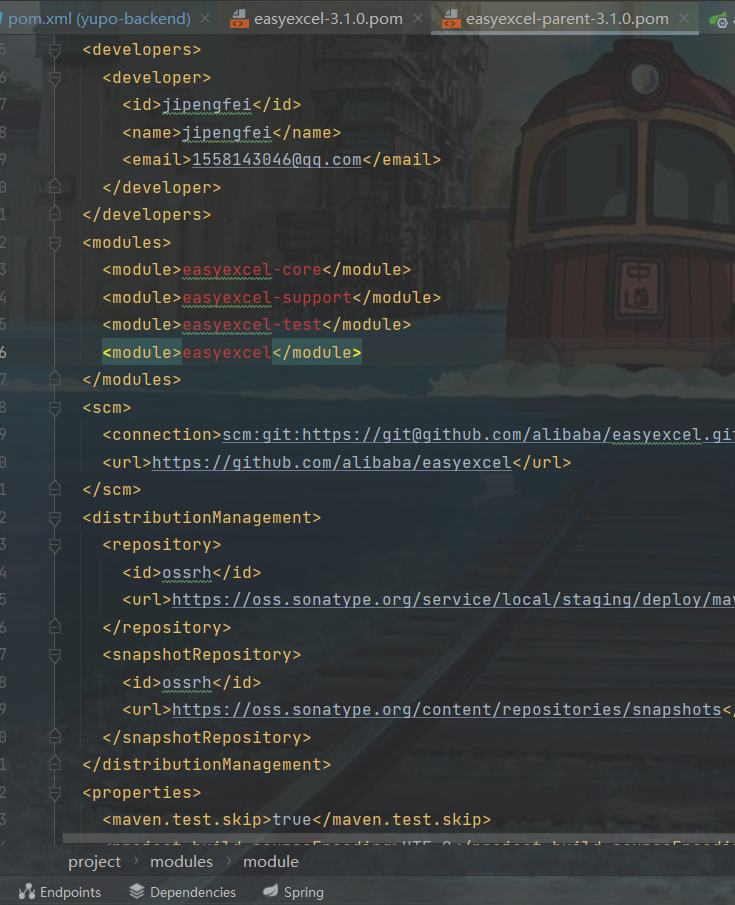 pom.xml (yupo-backend) × easyexcel-3.1.0.pom × easyexcel-parent-3.1.0.pom ×
5 <developers>
6 <developer>
7 <id>jipengfei</id>
8 <name>jipengfei</name>
9 <email>1558143046@qq.com</email>
0 </developer>
1 </developers>
2 <modules>
3 <module>easyexcel-core</module>
4 <module>easyexcel-support</module>
5 <module>easyexcel-test</module>
6 <module>easyexcel</module>
7 </modules>
8 <scm>
9 <connection>scm:git:https://git@github.com/alibaba/easyexcel.git
0 <url>https://github.com/alibaba/easyexcel</url>
1 </scm>
2 <distributionManagement>
3 <repository>
4 <id>ossrh</id>
5 <url>https://oss.sonatype.org/service/local/staging/deploy/mav
6 </repository>
7 <snapshotRepository>
8 <id>ossrh</id>
9 <url>https://oss.sonatype.org/content/repositories/snapshots<
0 </snapshotRepository>
1 </distributionManagement>
2 <properties>
3 <maven.test.skip>true</maven.test.skip>
中道
project › modules › module
Endpoints Dependencies Spring